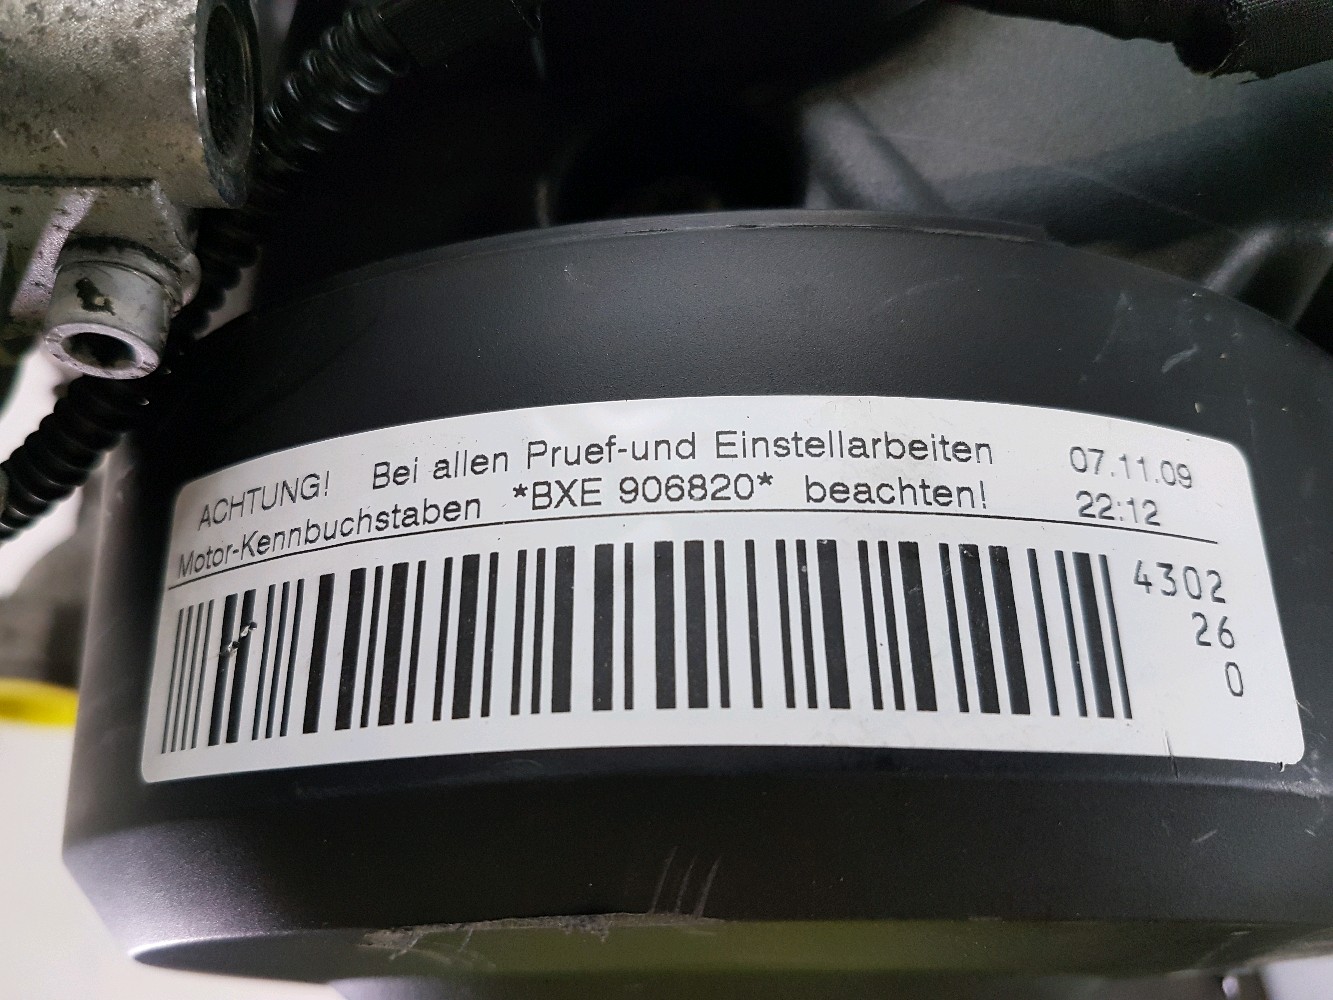 ACHTUNG! Bei allen Pruef-und Einstellarbeiten 07.11.09
Motor-Kennbuchstaben *BXE 906820* beachten! 22:12
4302
26
0